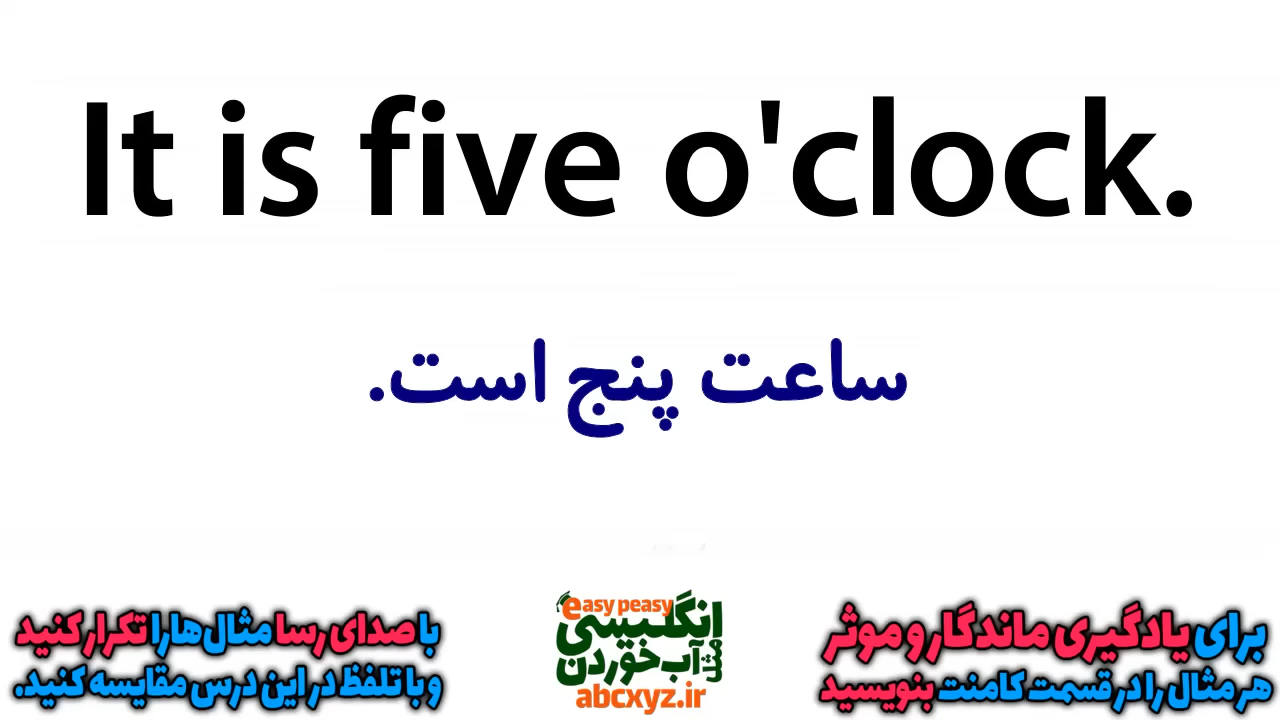 It is five o'clock.
ساعت پنج است.
برای یادگیری ماندگار و موثر
هر مثال را در قسمت کامنت بنویسید
easy peasy
انگلیسی
مثل آب خوردن
abcxyz.ir
با صدای رسا مثال‌ها را تکرار کنید
و با تلفظ در این درس مقایسه کنید.